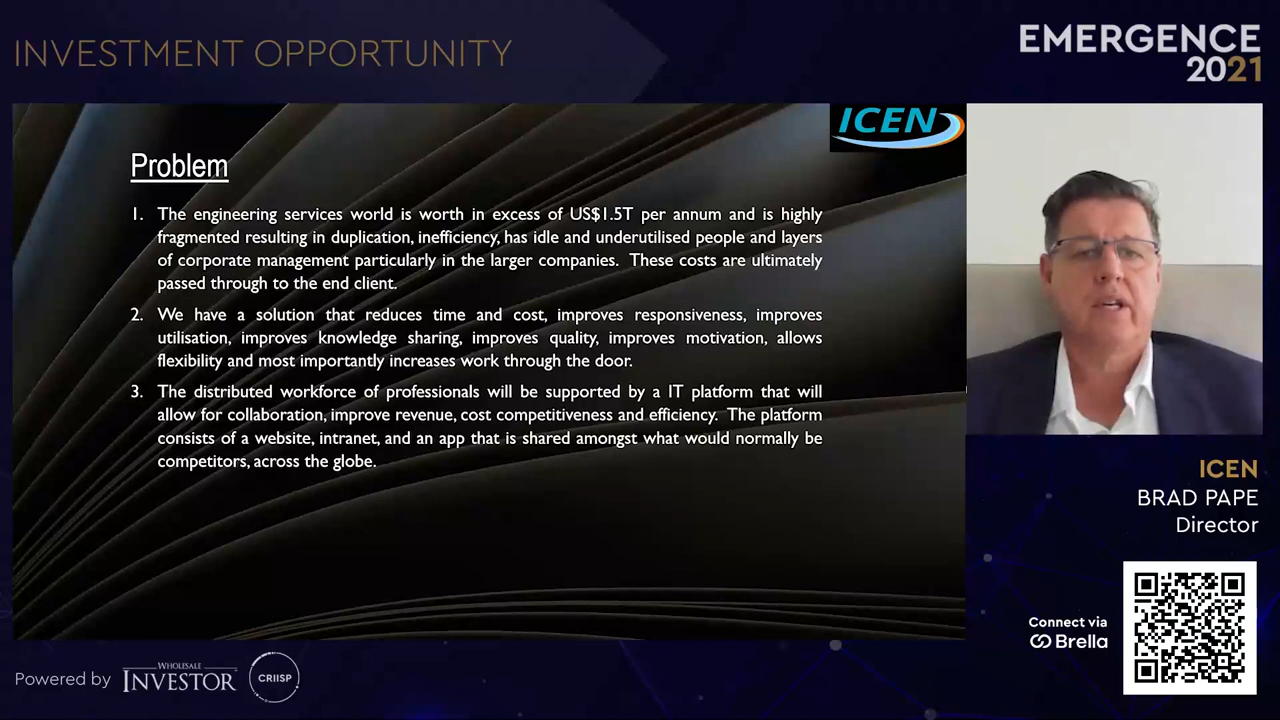 INVESTMENT OPPORTUNITY
EMERGENCE
2021
ICEN
Problem
1. The engineering services world is worth in excess of US$1.5T per annum and is highly
fragmented resulting in duplication, inefficiency, has idle and underutilised people and layers
of corporate management particularly in the larger companies. These costs are ultimately
passed through to the end client.
2. We have a solution that reduces time and cost, improves responsiveness, improves
utilisation, improves knowledge sharing, improves quality, improves motivation, allows
flexibility and most importantly increases work through the door.
3. The distributed workforce of professionals will be supported by a IT platform that will
allow for collaboration, improve revenue, cost competitiveness and efficiency. The platform
consists of a website, intranet, and an app that is shared amongst what would normally be
competitors, across the globe.
ICEN
BRAD PAPE
Director
Connect via
Brella
Powered by
WHOLESALE
INVESTOR
CRIISP